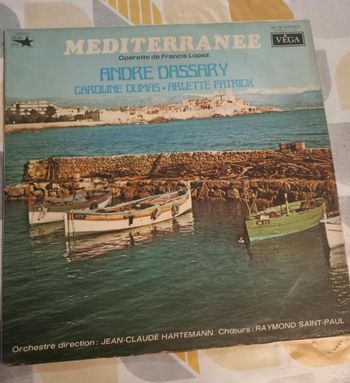 MEDITERRANEE
Opérette de Francis Lopez
VEGA
ANDRE DASSARY
CAROLINE DUMAS • ARLETTE PATRICK
Orchestre direction : JEAN-CLAUDE HARTEMANN Chœurs : RAYMOND SAINT-PAUL